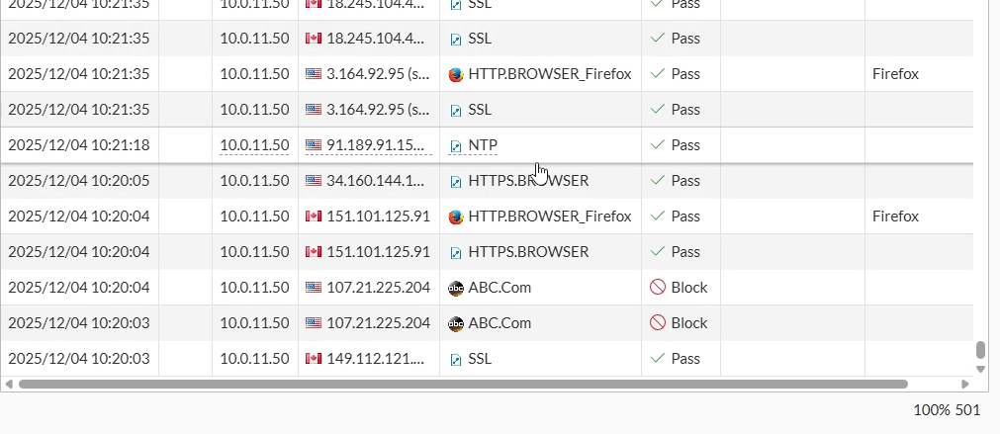 2025/12/04 10:21:35 10.0.11.50 18.245.104.4... SSL Pass
2025/12/04 10:21:35 10.0.11.50 18.245.104.4... SSL Pass
2025/12/04 10:21:35 10.0.11.50 3.164.92.95 (s... HTTP.BROWSER_Firefox Pass Firefox
2025/12/04 10:21:35 10.0.11.50 3.164.92.95 (s... SSL Pass
2025/12/04 10:21:18 10.0.11.50 91.189.91.15... NTP Pass
2025/12/04 10:20:05 10.0.11.50 34.160.144.1... HTTPS.BROWSER Pass
2025/12/04 10:20:04 10.0.11.50 151.101.125.91 HTTP.BROWSER_Firefox Pass Firefox
2025/12/04 10:20:04 10.0.11.50 151.101.125.91 HTTPS.BROWSER Pass
2025/12/04 10:20:04 10.0.11.50 107.21.225.204 abc ABC.Com Block
2025/12/04 10:20:03 10.0.11.50 107.21.225.204 abc ABC.Com Block
2025/12/04 10:20:03 10.0.11.50 149.112.121.... SSL Pass
100% 501